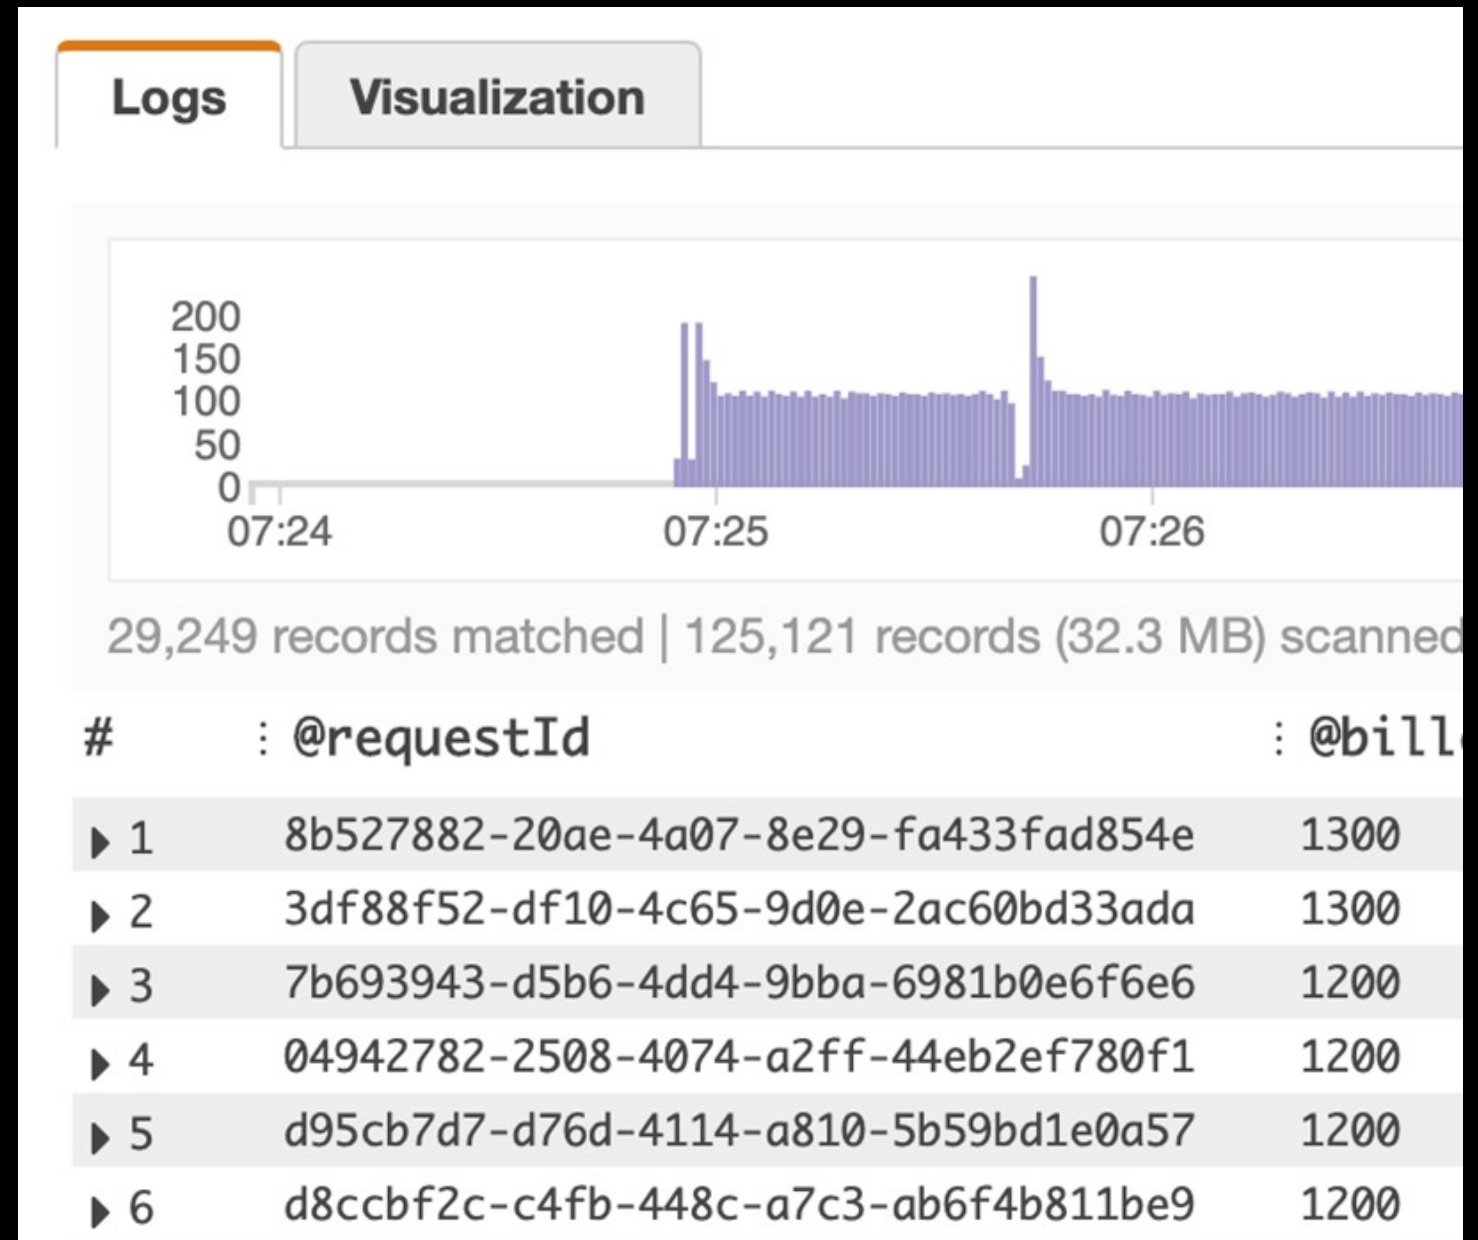 Logs Visualization
200
150
100
50
0
07:24 07:25 07:26
29,249 records matched | 125,121 records (32.3 MB) scanned
# @requestId @bill
1 8b527882-20ae-4a07-8e29-fa433fad854e 1300
2 3df88f52-df10-4c65-9d0e-2ac60bd33ada 1300
3 7b693943-d5b6-4dd4-9bba-6981b0e6f6e6 1200
4 04942782-2508-4074-a2ff-44eb2ef780f1 1200
5 d95cb7d7-d76d-4114-a810-5b59bd1e0a57 1200
6 d8ccbf2c-c4fb-448c-a7c3-ab6f4b811be9 1200